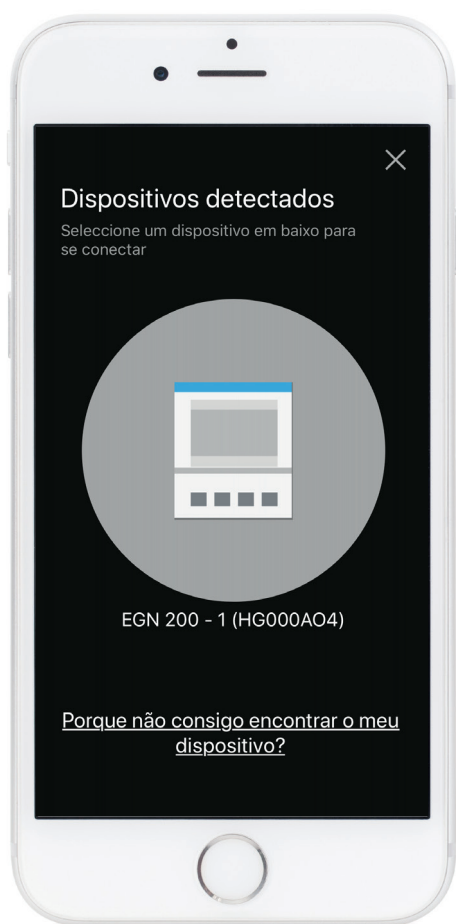 Dispositivos detectados
Seleccione um dispositivo em baixo para
se conectar
EGN 200 - 1 (HG000AO4)
Porque não consigo encontrar o meu
dispositivo?